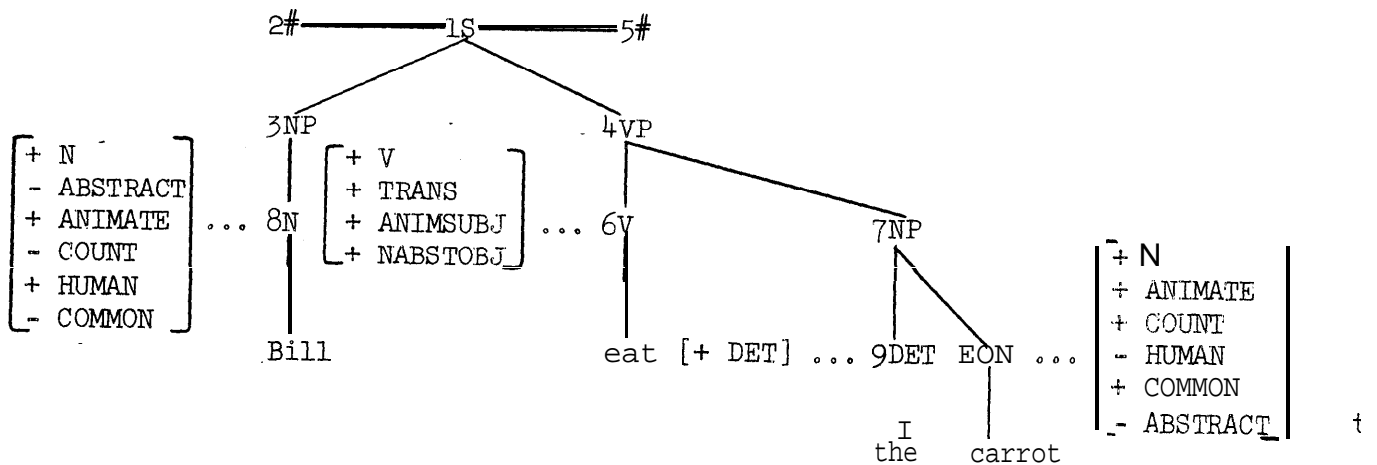 2# 1S 5#
3NP 4VP
+ N
- ABSTRACT
+ ANIMATE
- COUNT
+ HUMAN
- COMMON
... 8N
+ V
+ TRANS
+ ANIMSUBJ
+ NABSTOBJ
... 6V
7NP
Bill
eat [+ DET] ... 9DET EON ...
+ N
+ ANIMATE
+ COUNT
- HUMAN
+ COMMON
- ABSTRACT
t
I
the carrot